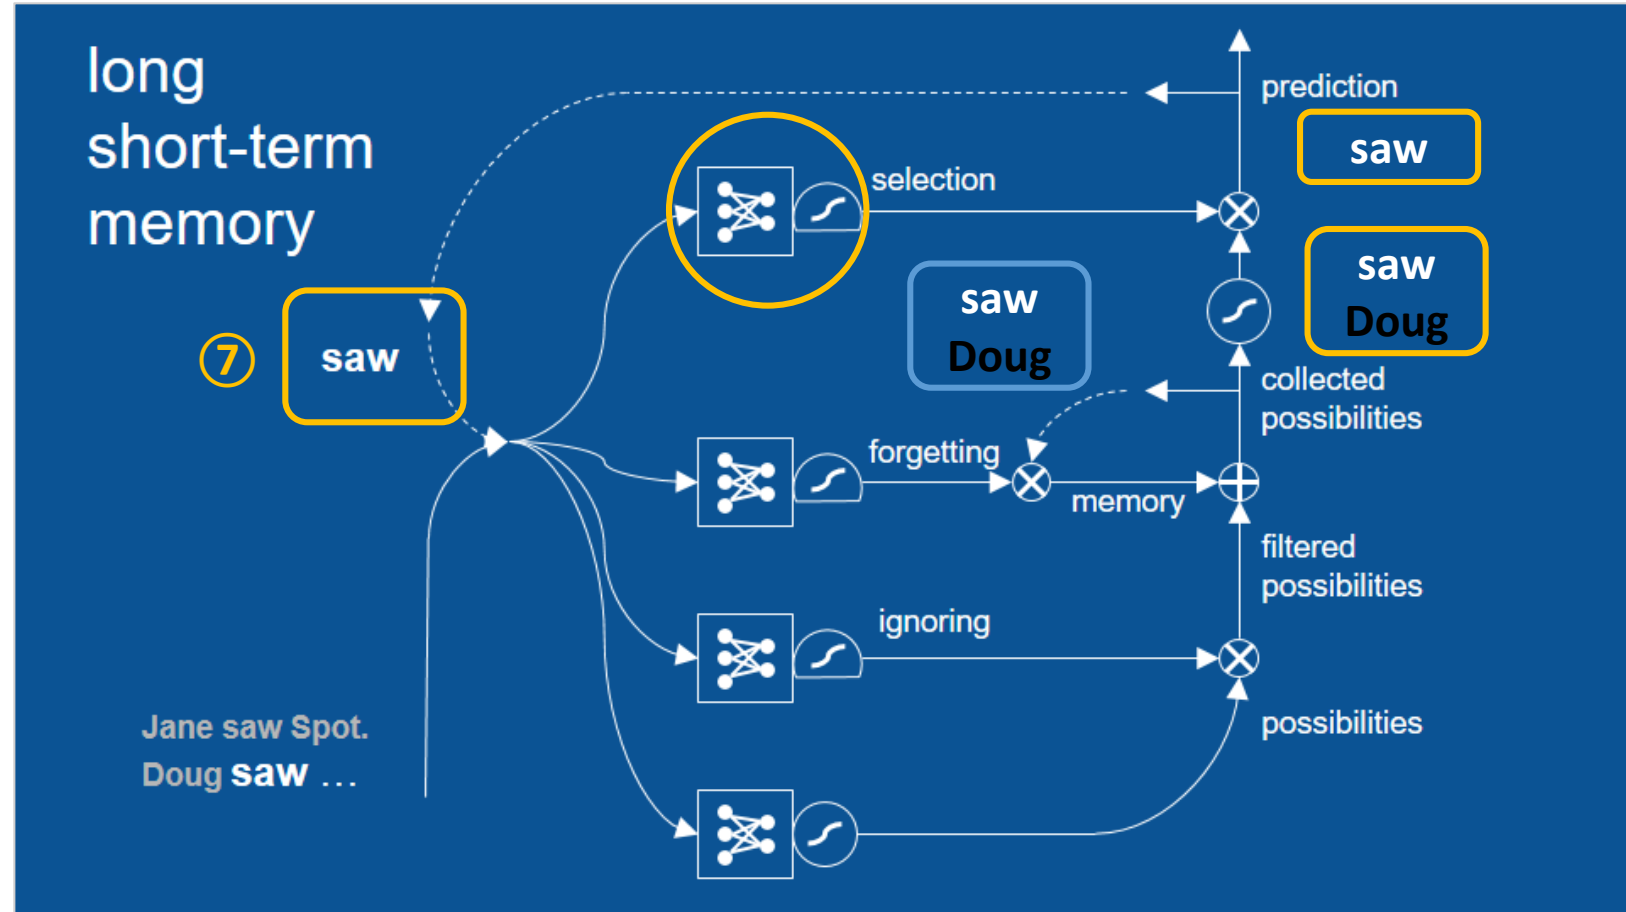 long
short-term
memory
prediction
saw
selection
saw
Doug
saw
Doug
⑦
saw
collected
possibilities
forgetting
memory
filtered
possibilities
ignoring
Jane saw Spot.
Doug saw ...
possibilities